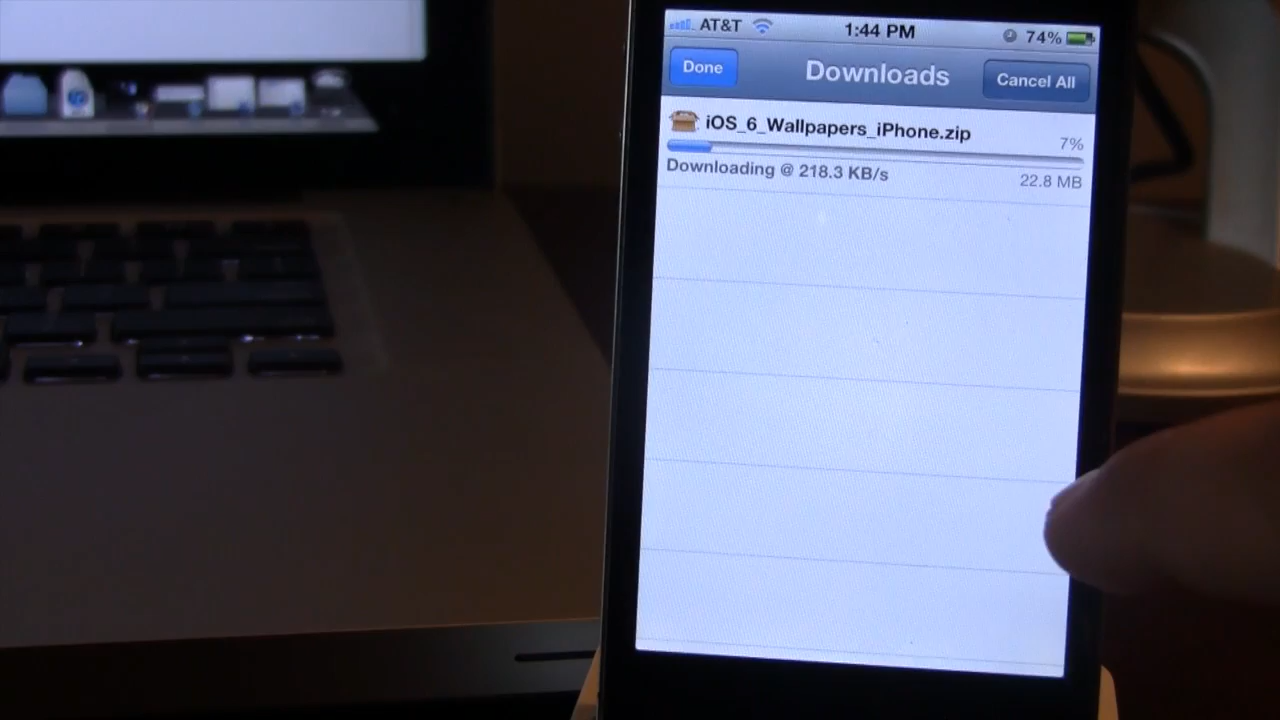 AT&T 1:44 PM 74%
Done Downloads Cancel All
iOS_6_Wallpapers_iPhone.zip 7%
Downloading @ 218.3 KB/s 22.8 MB